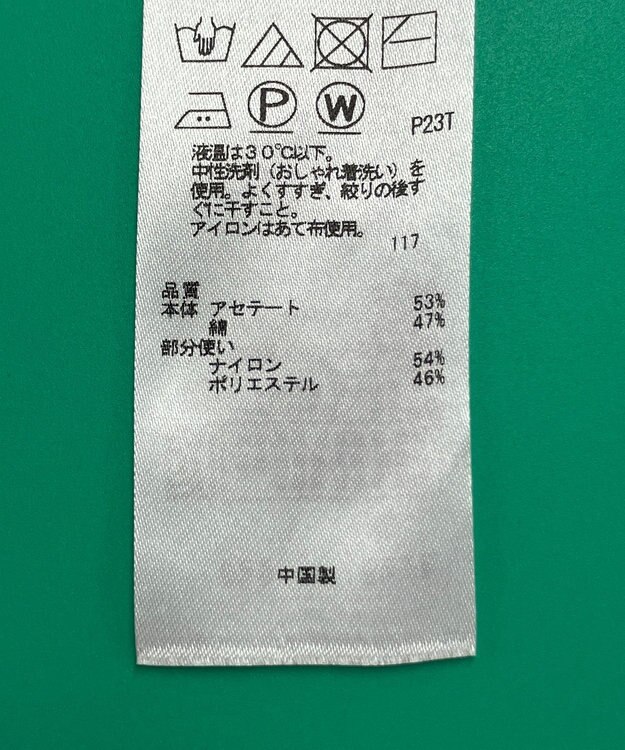 P
W
P23T
液温は30℃以下。
中性洗剤(おしゃれ着洗い)を
使用。よくすすぎ、絞りの後す
ぐに干すこと。
アイロンはあて布使用。
117
品質
本体 アセテート 53%
綿 47%
部分使い
ナイロン 54%
ポリエステル 46%
中国製